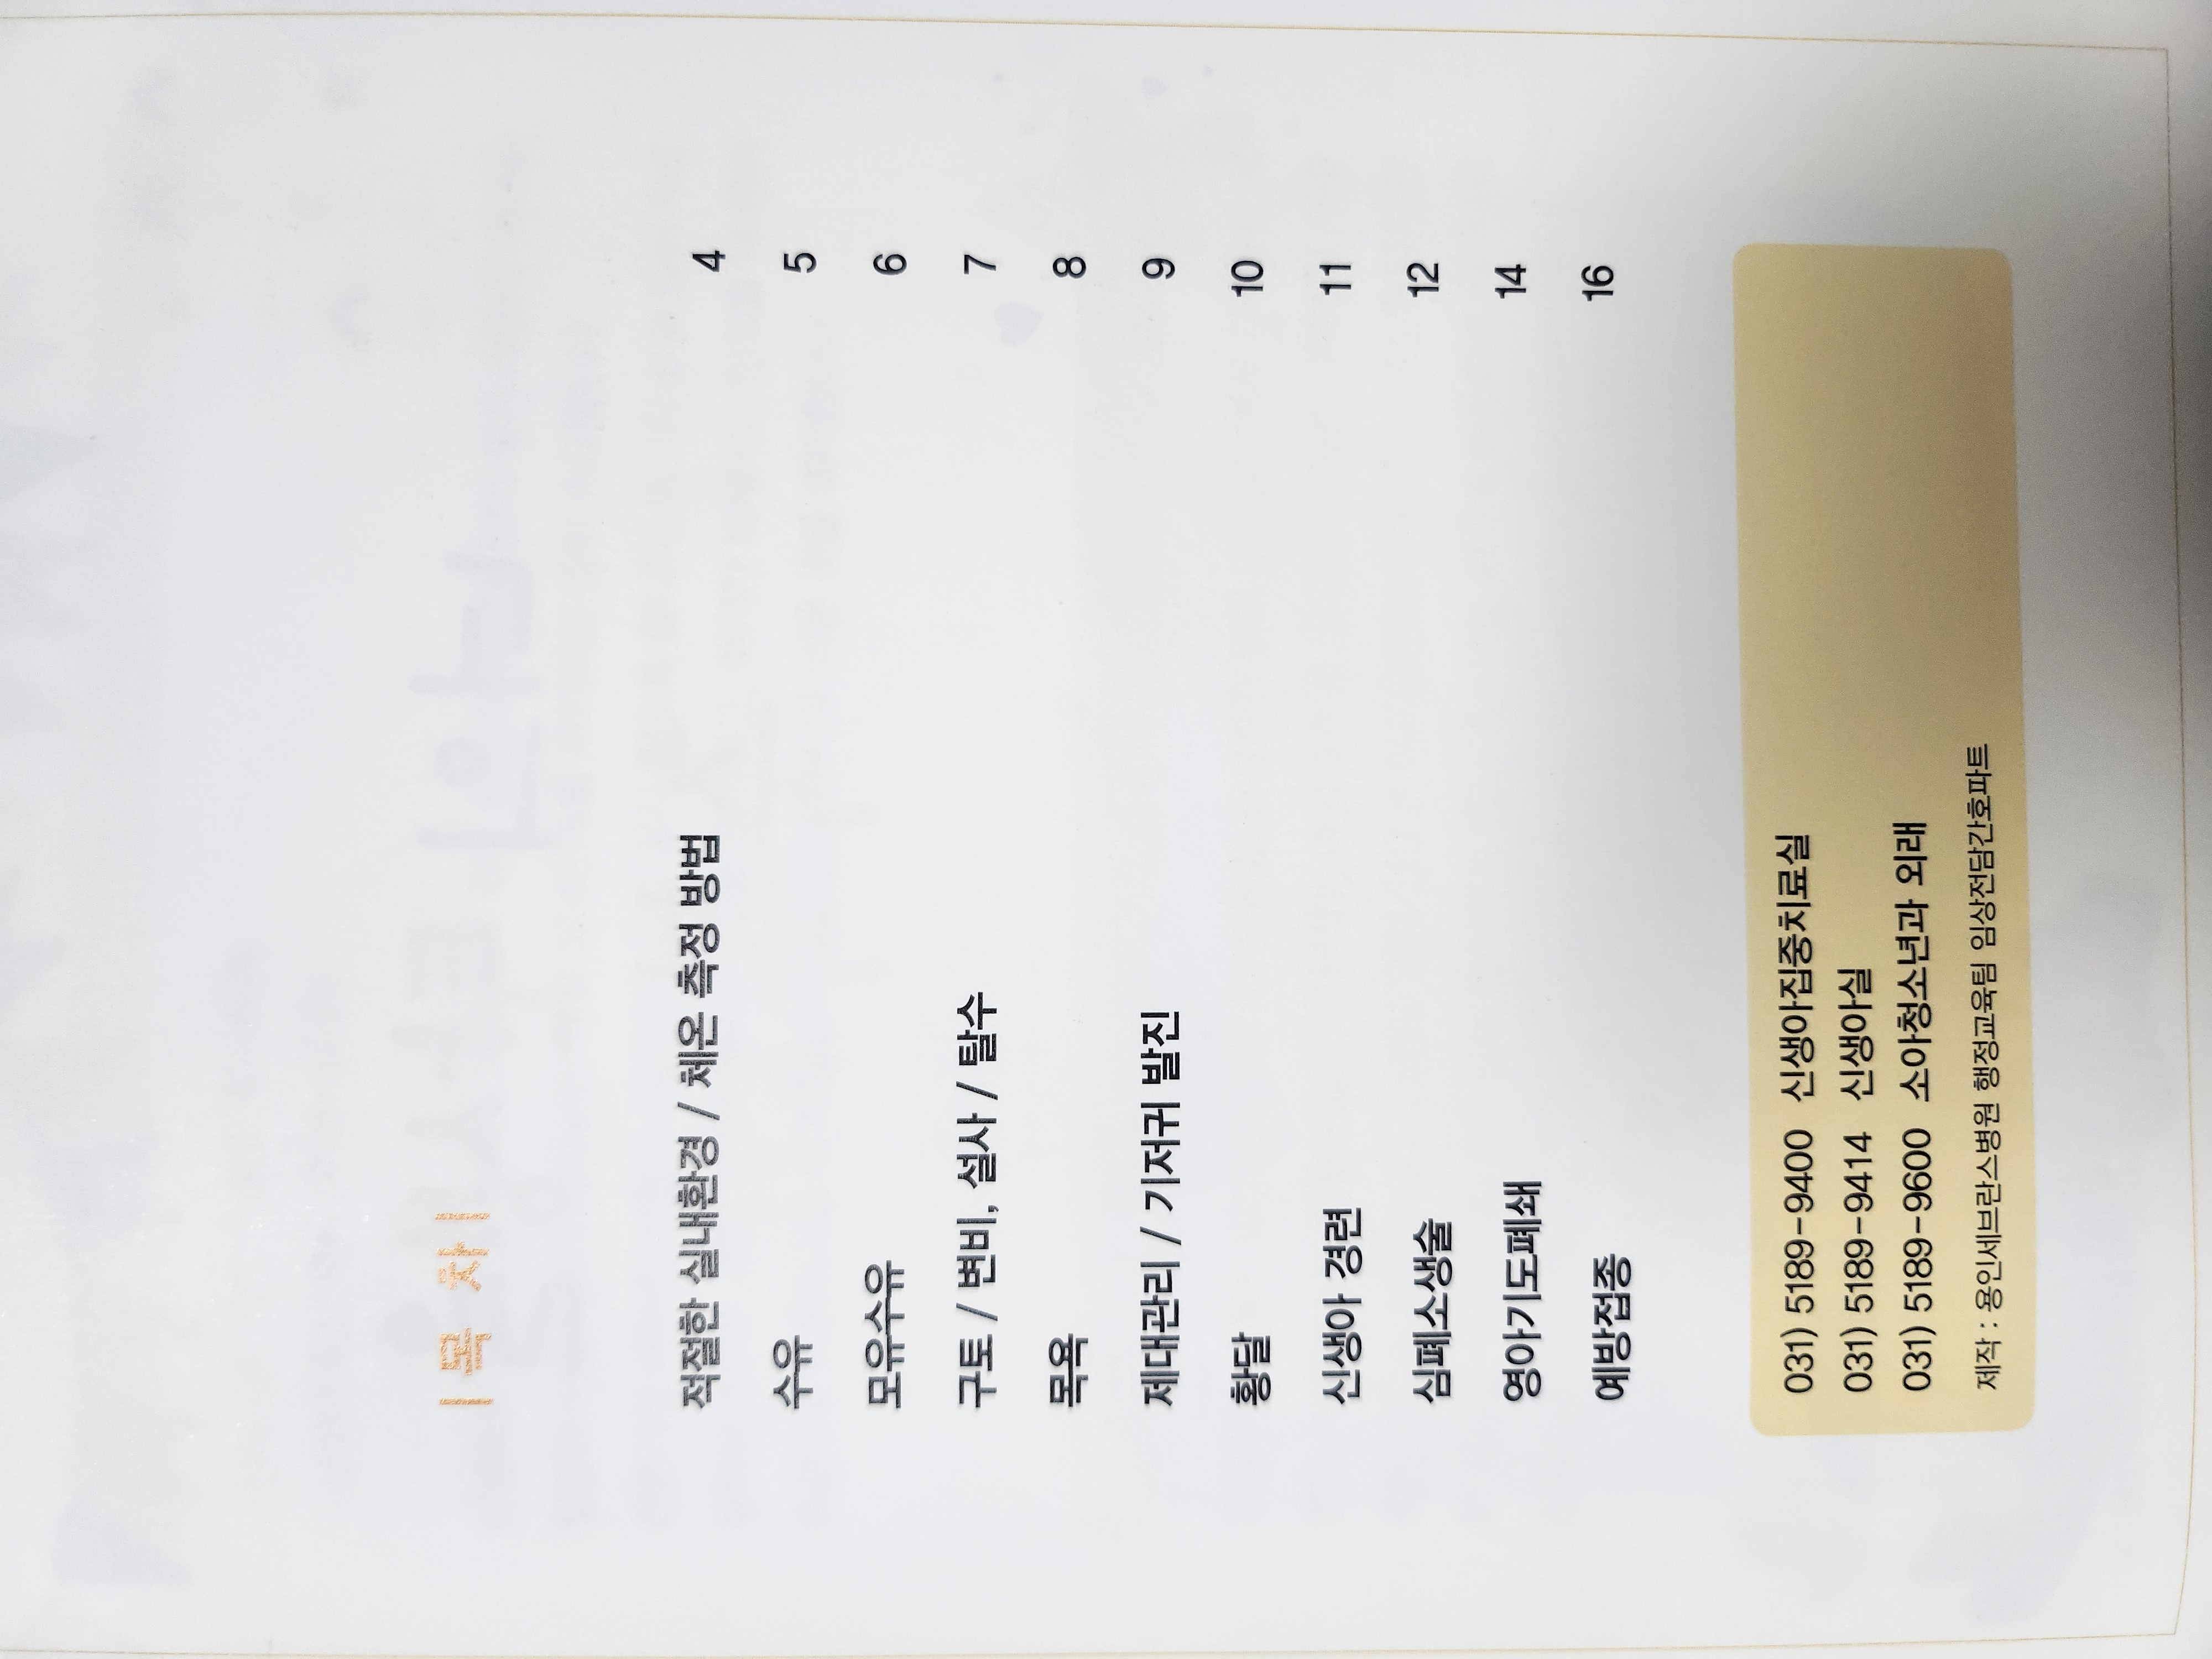 | 목 차 |
적절한 실내환경 / 체온 측정 방법 4
수유 5
모유수유 6
구토 / 변비, 설사 / 탈수 7
목욕 8
제대관리 / 기저귀 발진 9
황달 10
신생아 경련 11
심폐소생술 12
영아기도폐쇄 14
예방접종 16
031) 5189-9400 신생아집중치료실
031) 5189-9414 신생아실
031) 5189-9600 소아청소년과 외래
제작 : 용인세브란스병원 행정교육팀 임상전담간호파트